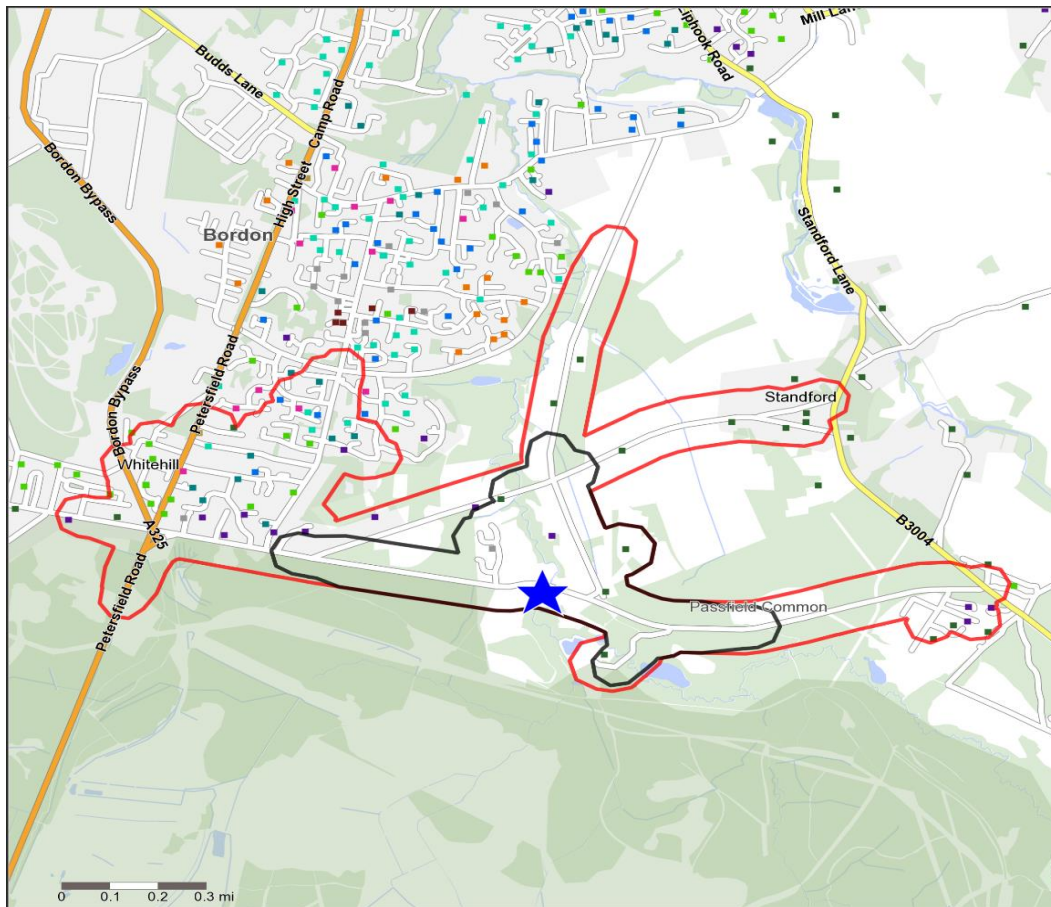 Mill Lan
Liphook Road
Budds Lane
Camp Road
High Street
Bordon Bypass
Bordon
Standford Lane
Petersfield Road
Bordon Bypass
Standford
Whitehill
A325
B3004
Petersfield Road
Passfield Common
0 0.1 0.2 0.3 mi